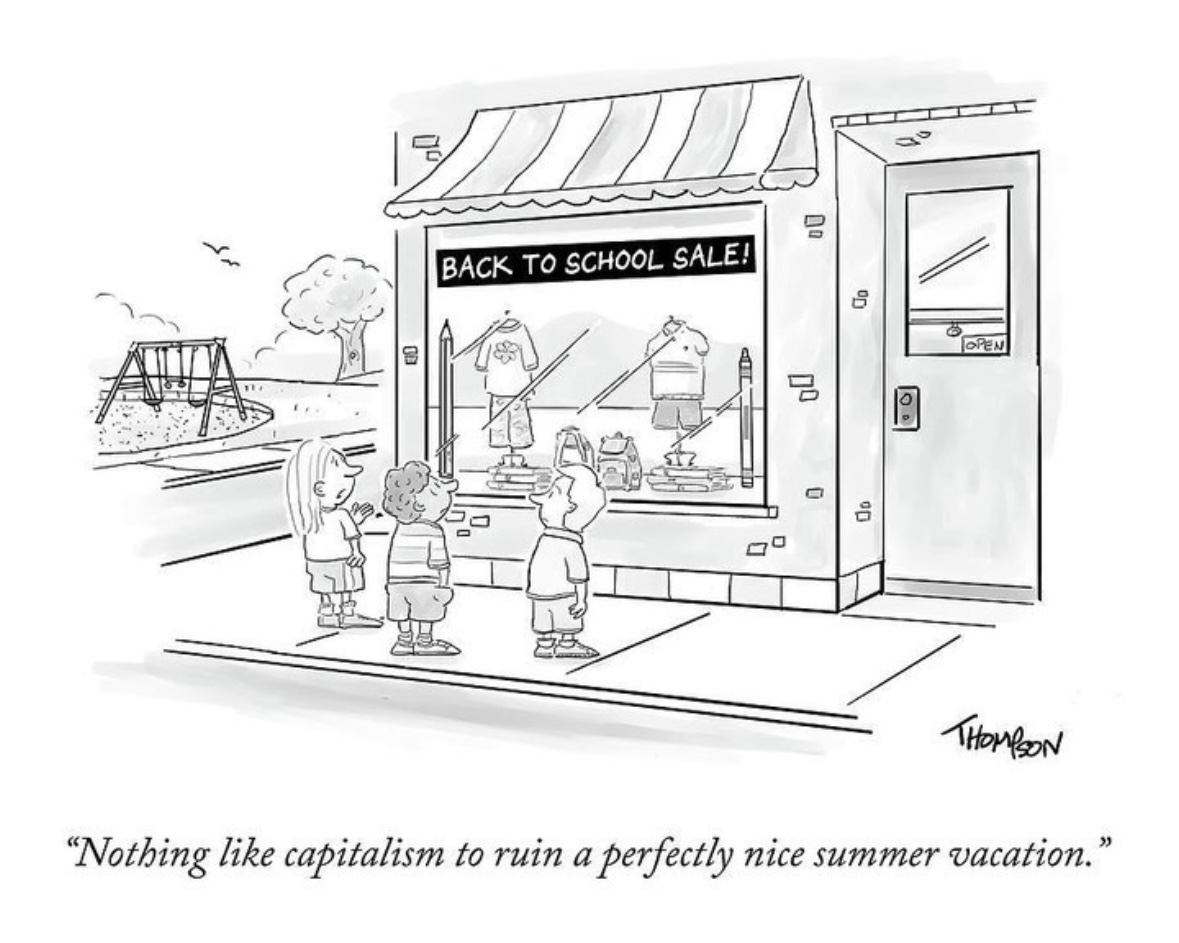 BACK TO SCHOOL SALE!
OPEN
THOMPSON
“Nothing like capitalism to ruin a perfectly nice summer vacation.”